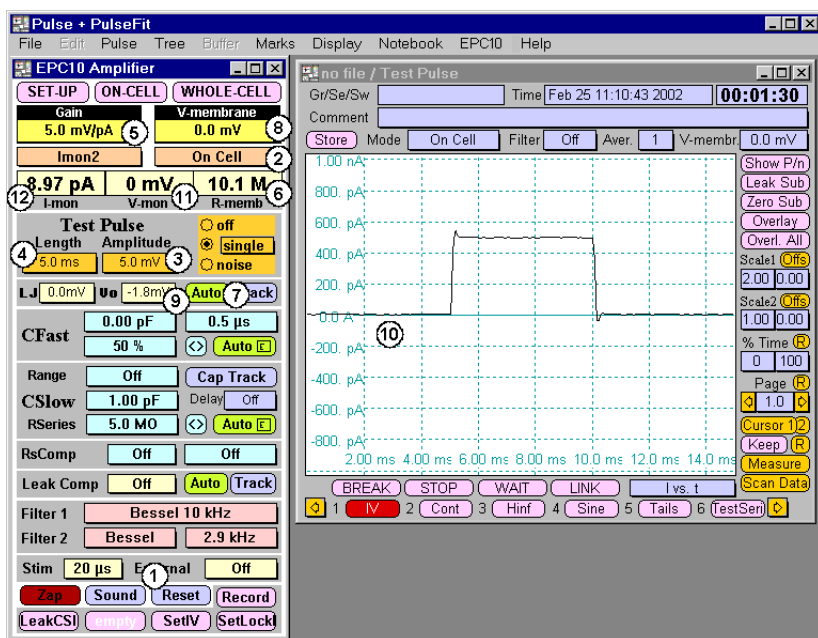 Pulse + PulseFit
File Edit Pulse Tree Buffer Marks Display Notebook EPC10 Help
EPC10 Amplifier
SET-UP ON-CELL WHOLE-CELL
Gain V-membrane
5.0 mV/pA 5 0.0 mV 8
Imon2 On Cell 2
8.97 pA 0 mV 10.1 M
12 I-mon V-mon 11 R-memb 6
Test Pulse off
Length Amplitude single
4 5.0 ms 5.0 mV 3 noise
LJ 0.0mV Vo -1.8mV 9 Auto 7 Track
CFast 0.00 pF 0.5 µs
50 % <> Auto E
Range Off Cap Track
CSlow 1.00 pF Delay Off
RSeries 5.0 MO <> Auto E
RsComp Off Off
Leak Comp Off Auto Track
Filter 1 Bessel 10 kHz
Filter 2 Bessel 2.9 kHz
Stim 20 µs External Off
1
Zap Sound Reset Record
LeakCSl empty SetIV SetLockI
no file / Test Pulse
Gr/Se/Sw Time Feb 25 11:10:43 2002 00:01:30
Comment
Store Mode On Cell Filter Off Aver. 1 V-membr. 0.0 mV
1.00 nA
800. pA
600. pA
400. pA
200. pA
0.0 A
10
-200. pA
-400. pA
-600. pA
-800. pA
2.00 ms 4.00 ms 6.00 ms 8.00 ms 10.0 ms 12.0 ms 14.0 ms
Show P/n
Leak Sub
Zero Sub
Overlay
Overl. All
Scale1 Offs
2.00 0.00
Scale2 Offs
1.00 0.00
% Time R
0 100
Page R
1.0
Cursor 1 2
Keep R
Measure
Scan Data
BREAK STOP WAIT LINK I vs. t
1 IV 2 Cont 3 Hinf 4 Sine 5 Tails 6 TestSeri